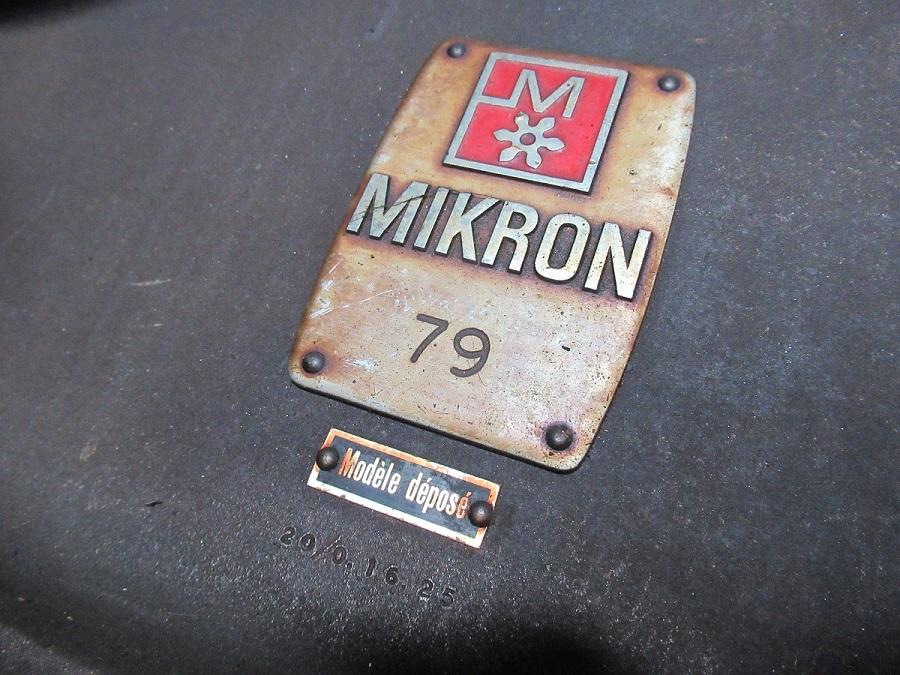 M
MIKRON
79
Modèle déposé
20/0.16.25